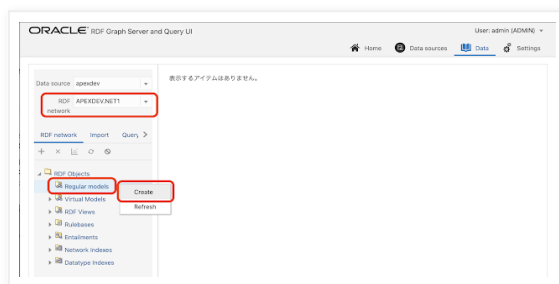 ORACLE® RDF Graph Server and Query UI
User: admin (ADMIN)
Home Data sources Data Settings
Data source apexdev
表示するアイテムはありません。
RDF network APEXDEV.NET1
RDF network Import Query
RDF Objects
Regular models
Create
Virtual Models
Refresh
RDF Views
Rulebases
Entailments
Network Indexes
Datatype Indexes